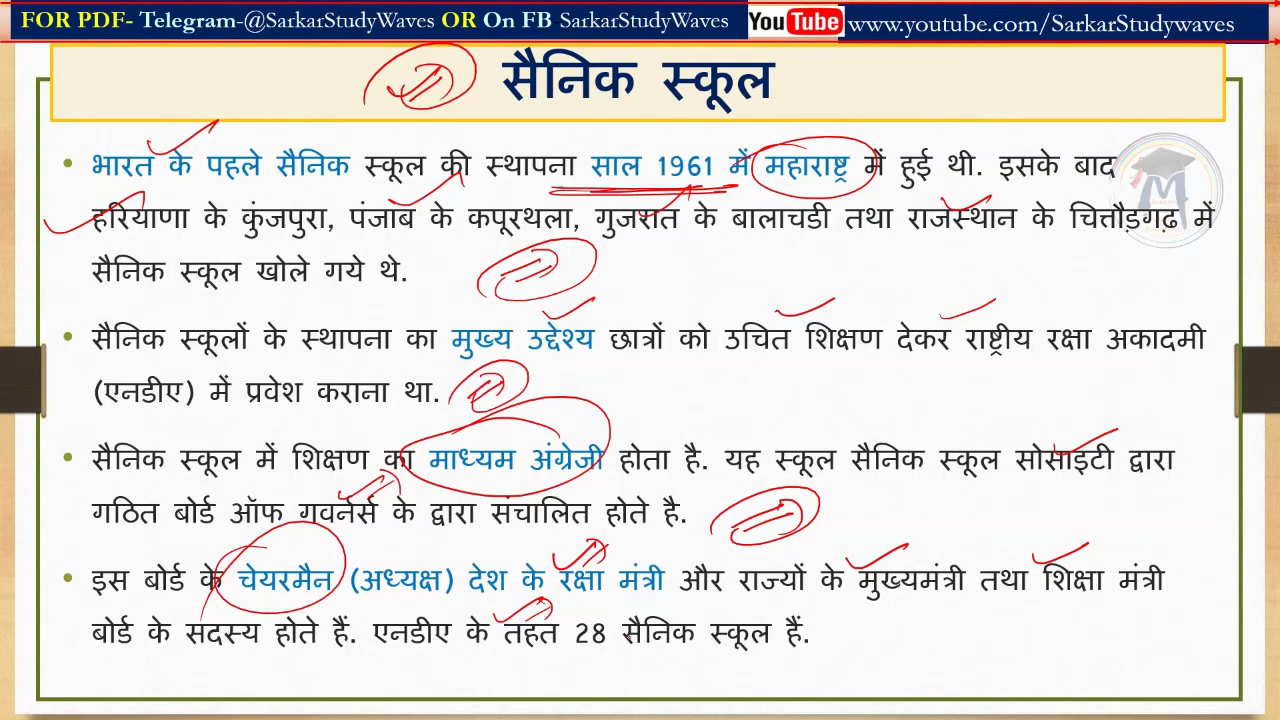 FOR PDF- Telegram-@SarkarStudyWaves OR On FB SarkarStudyWaves YouTube www.youtube.com/SarkarStudywaves
सैनिक स्कूल
• भारत के पहले सैनिक स्कूल की स्थापना साल 1961 में महाराष्ट्र में हुई थी. इसके बाद
हरियाणा के कुंजपुरा, पंजाब के कपूरथला, गुजरात के बालाचडी तथा राजस्थान के चित्तौड़गढ़ में
सैनिक स्कूल खोले गये थे.
• सैनिक स्कूलों के स्थापना का मुख्य उद्देश्य छात्रों को उचित शिक्षण देकर राष्ट्रीय रक्षा अकादमी
(एनडीए) में प्रवेश कराना था.
• सैनिक स्कूल में शिक्षण का माध्यम अंग्रेजी होता है. यह स्कूल सैनिक स्कूल सोसाइटी द्वारा
गठित बोर्ड ऑफ गवर्नर्स के द्वारा संचालित होते है.
• इस बोर्ड के चेयरमैन (अध्यक्ष) देश के रक्षा मंत्री और राज्यों के मुख्यमंत्री तथा शिक्षा मंत्री
बोर्ड के सदस्य होते हैं. एनडीए के तहत 28 सैनिक स्कूल हैं.